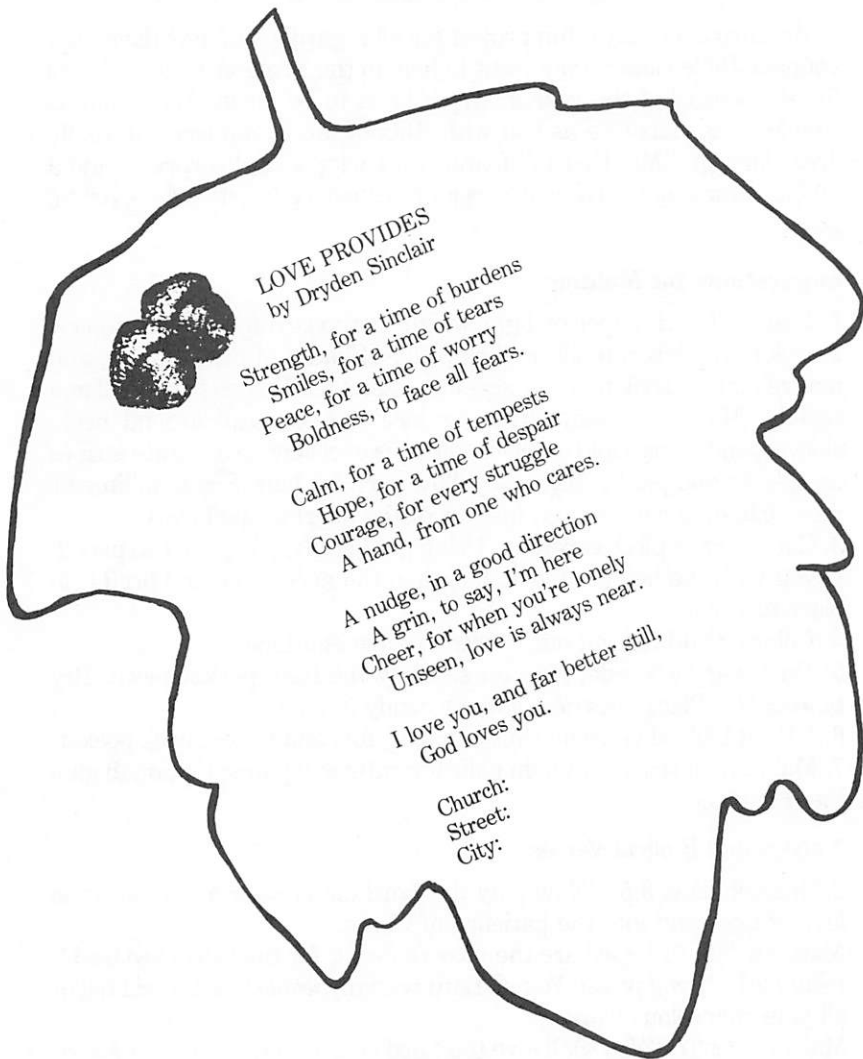 LOVE PROVIDES
by Dryden Sinclair
Strength, for a time of burdens
Smiles, for a time of tears
Peace, for a time of worry
Boldness, to face all fears.
Calm, for a time of tempests
Hope, for a time of despair
Courage, for every struggle
A hand, from one who cares.
A nudge, in a good direction
A grin, to say, I'm here
Cheer, for when you're lonely
Unseen, love is always near.
I love you, and far better still,
God loves you.
Church:
Street:
City: